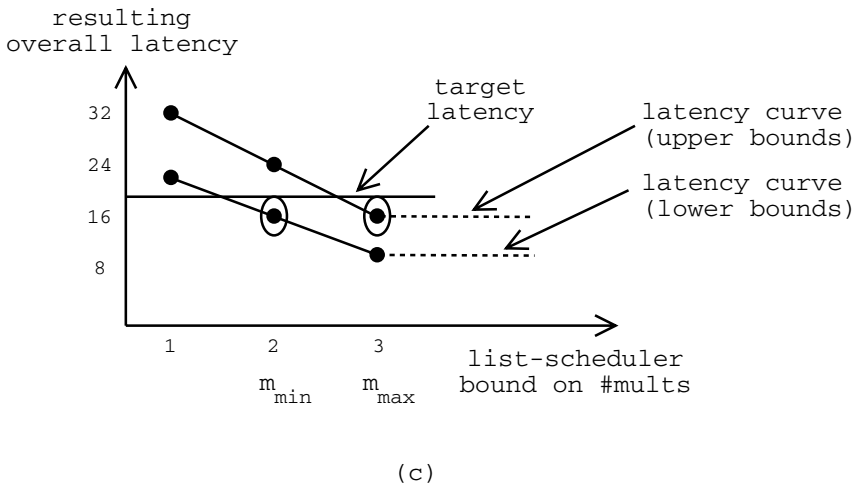 resulting
overall latency
target
latency
latency curve
(upper bounds)
latency curve
(lower bounds)
32
24
16
8
1 2 3
m_min m_max
list-scheduler
bound on #mults
(c)